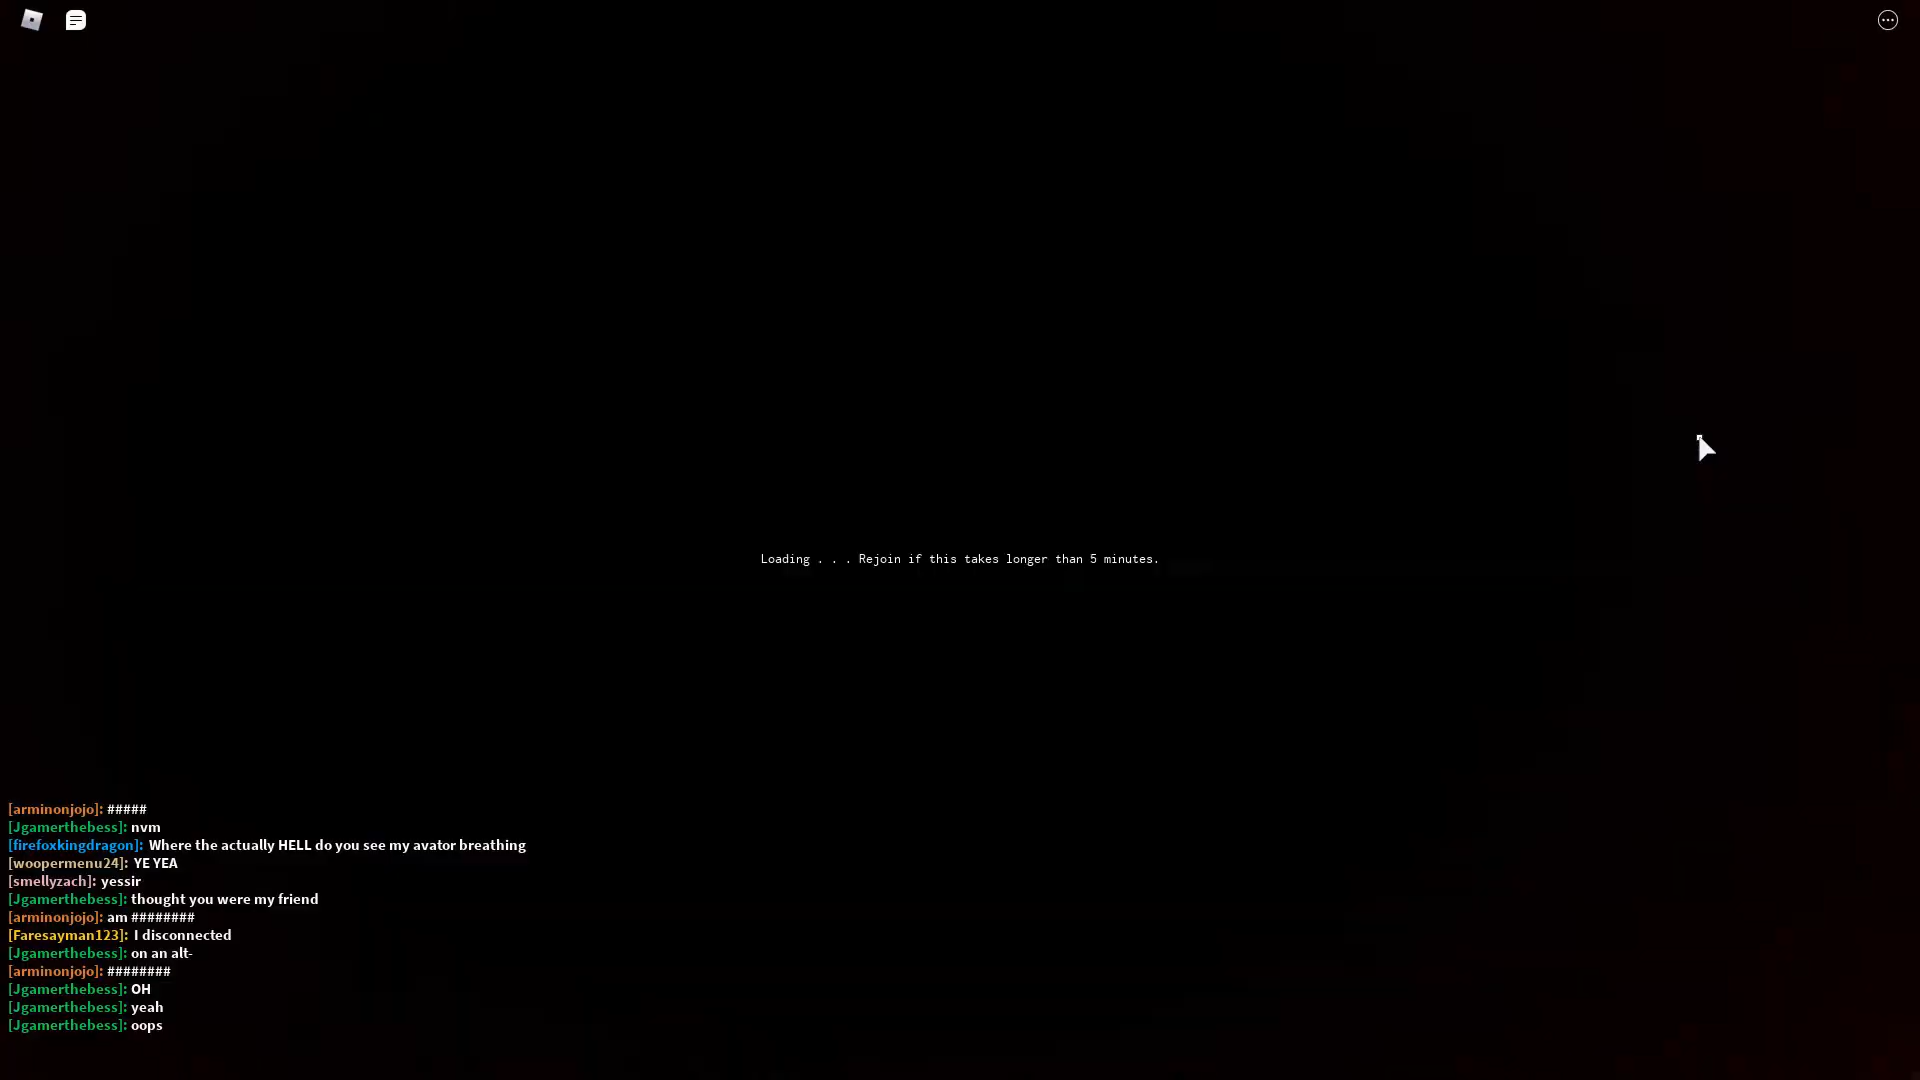 Loading . . . Rejoin if this takes longer than 5 minutes.
[arminonjojo]: #####
[Jgamerthebess]: nvm
[firefoxkingdragon]: Where the actually HELL do you see my avator breathing
[woopermenu24]: YE YEA
[smellyzach]: yessir
[Jgamerthebess]: thought you were my friend
[arminonjojo]: am ########
[Faresayman123]: I disconnected
[Jgamerthebess]: on an alt-
[arminonjojo]: ########
[Jgamerthebess]: OH
[Jgamerthebess]: yeah
[Jgamerthebess]: oops